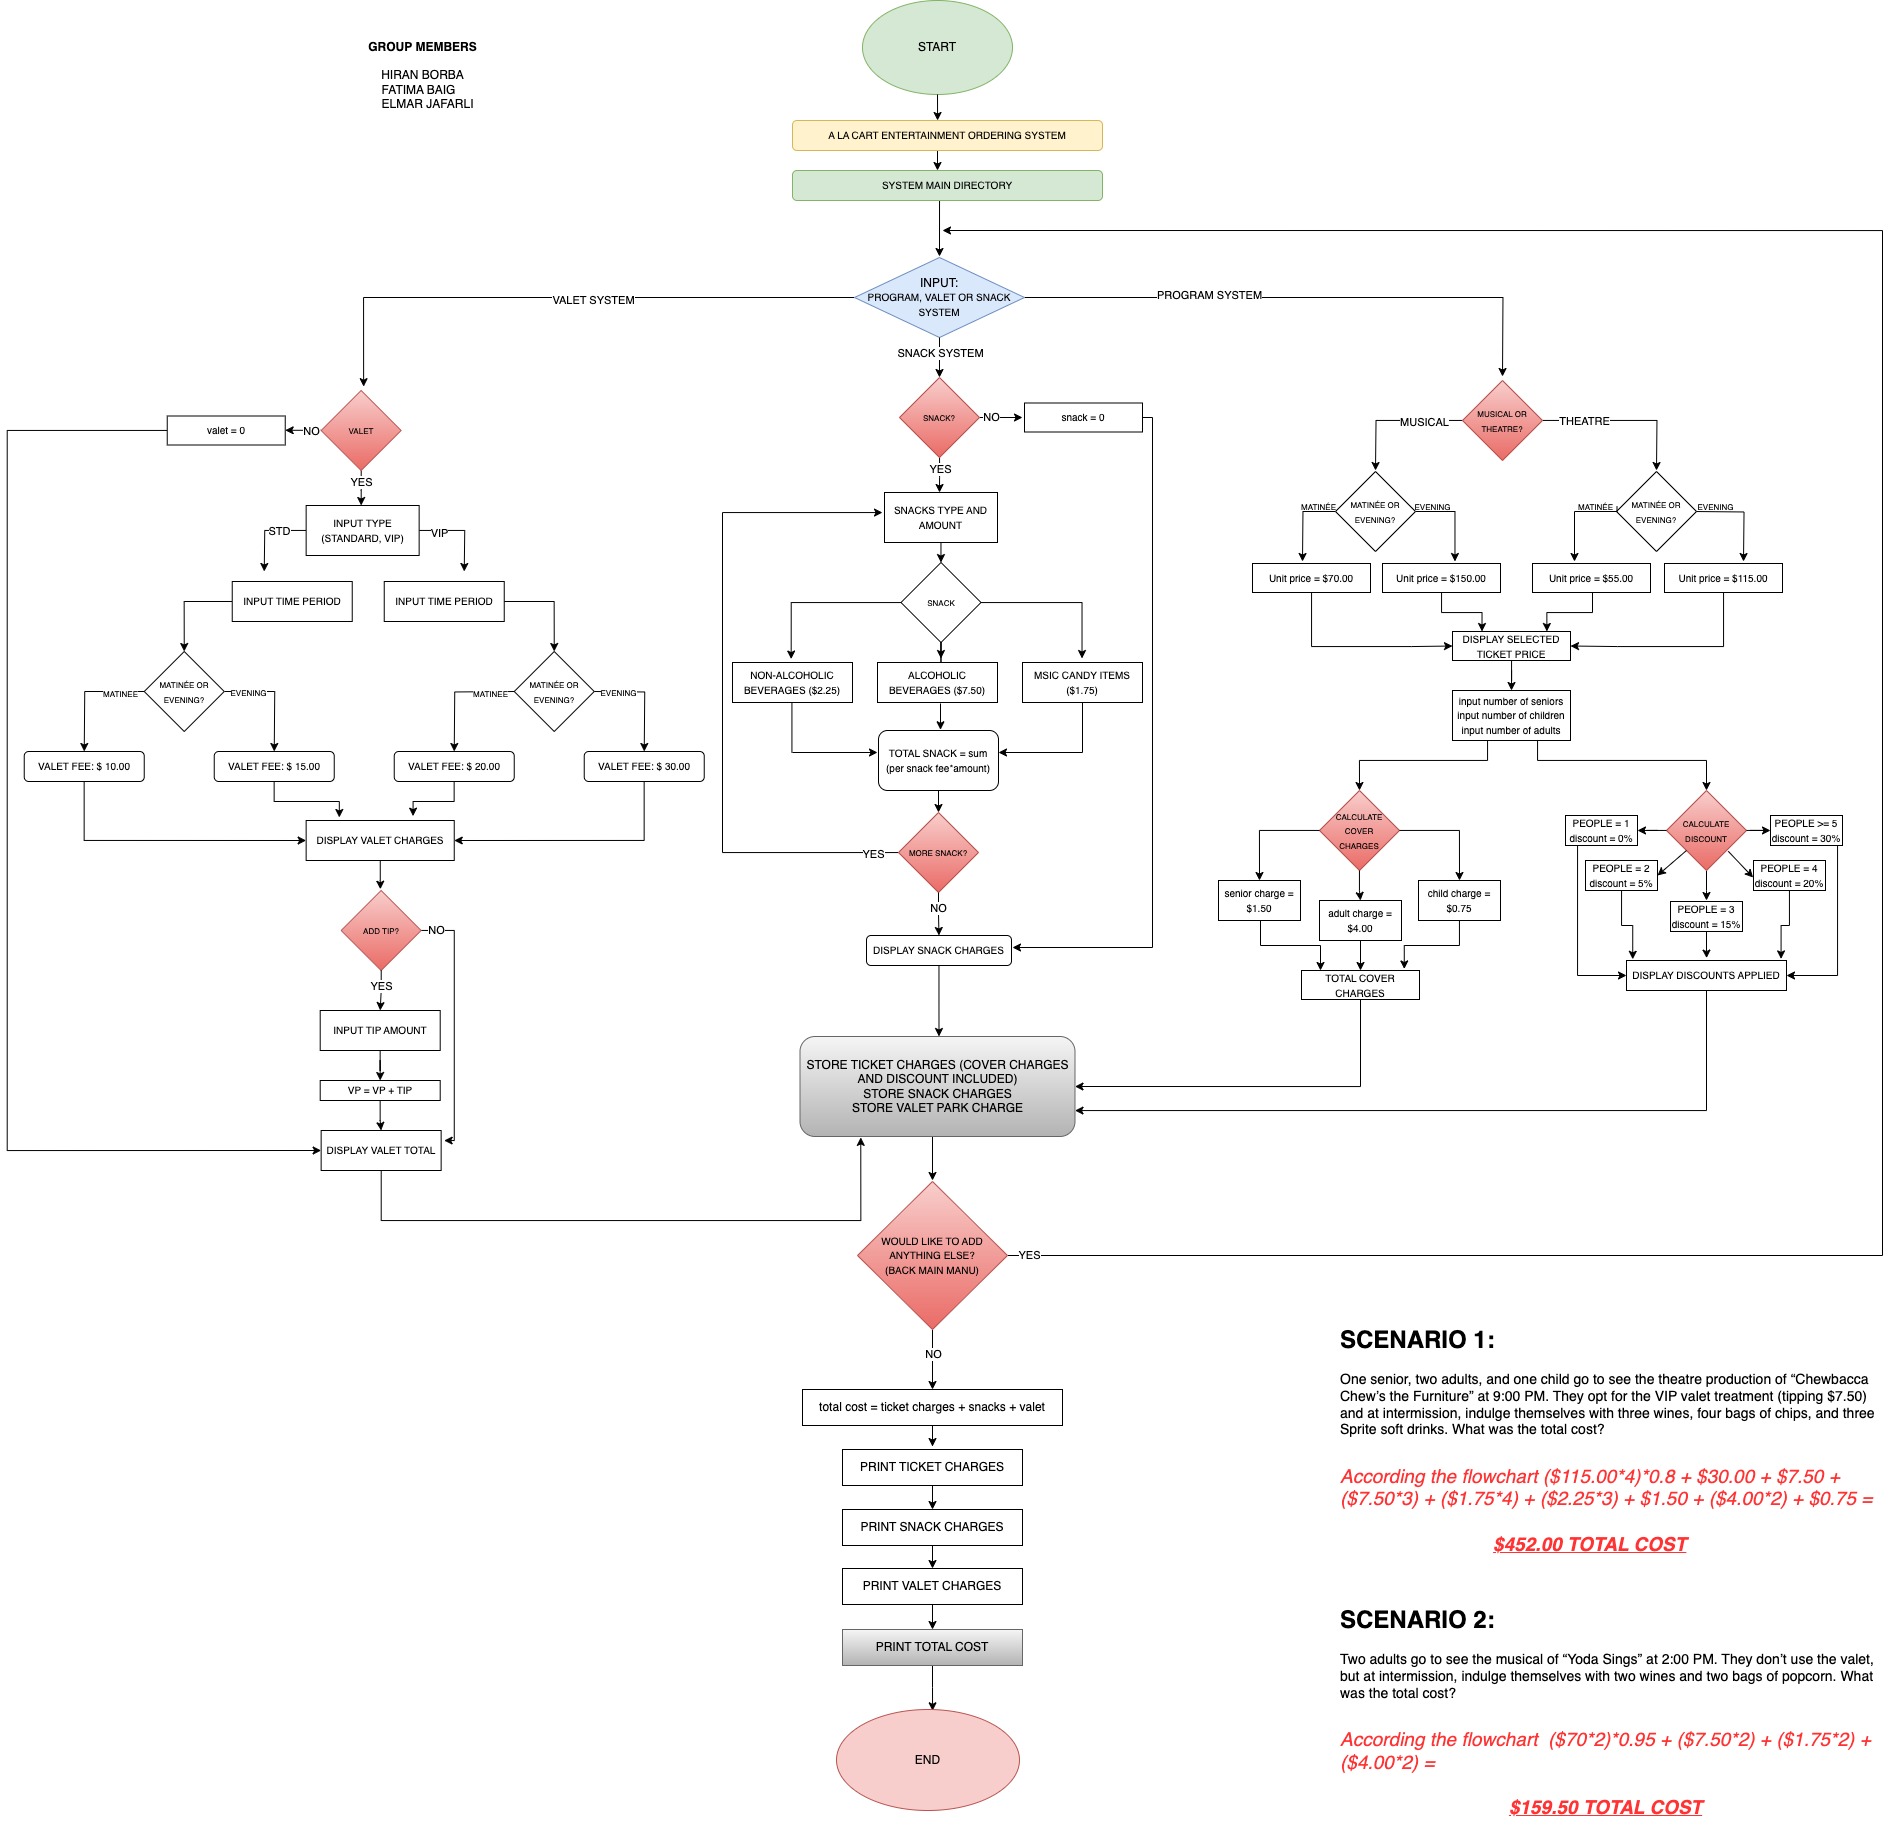 GROUP MEMBERS
HIRAN BORBA
FATIMA BAIG
ELMAR JAFARLI
START
A LA CART ENTERTAINMENT ORDERING SYSTEM
SYSTEM MAIN DIRECTORY
INPUT:
PROGRAM, VALET OR SNACK
SYSTEM
VALET SYSTEM
PROGRAM SYSTEM
SNACK SYSTEM
VALET
NO
valet = 0
YES
INPUT TYPE
(STANDARD, VIP)
STD
VIP
INPUT TIME PERIOD
INPUT TIME PERIOD
MATINÉE OR
EVENING?
MATINEE
EVENING
MATINÉE OR
EVENING?
MATINEE
EVENING
VALET FEE: $ 10.00
VALET FEE: $ 15.00
VALET FEE: $ 20.00
VALET FEE: $ 30.00
DISPLAY VALET CHARGES
ADD TIP?
NO
YES
INPUT TIP AMOUNT
VP = VP + TIP
DISPLAY VALET TOTAL
SNACK?
NO
snack = 0
YES
SNACKS TYPE AND
AMOUNT
SNACK
NON-ALCOHOLIC
BEVERAGES ($2.25)
ALCOHOLIC
BEVERAGES ($7.50)
MSIC CANDY ITEMS
($1.75)
TOTAL SNACK = sum
(per snack fee*amount)
MORE SNACK?
YES
NO
DISPLAY SNACK CHARGES
MUSICAL OR
THEATRE?
MUSICAL
THEATRE
MATINÉE OR
EVENING?
MATINÉE
EVENING
MATINÉE OR
EVENING?
MATINÉE
EVENING
Unit price = $70.00
Unit price = $150.00
Unit price = $55.00
Unit price = $115.00
DISPLAY SELECTED
TICKET PRICE
input number of seniors
input number of children
input number of adults
CALCULATE
COVER
CHARGES
senior charge =
$1.50
adult charge =
$4.00
child charge =
$0.75
TOTAL COVER
CHARGES
CALCULATE
DISCOUNT
PEOPLE = 1
discount = 0%
PEOPLE = 2
discount = 5%
PEOPLE = 3
discount = 15%
PEOPLE = 4
discount = 20%
PEOPLE >= 5
discount = 30%
DISPLAY DISCOUNTS APPLIED
STORE TICKET CHARGES (COVER CHARGES
AND DISCOUNT INCLUDED)
STORE SNACK CHARGES
STORE VALET PARK CHARGE
WOULD LIKE TO ADD
ANYTHING ELSE?
(BACK MAIN MANU)
YES
NO
total cost = ticket charges + snacks + valet
PRINT TICKET CHARGES
PRINT SNACK CHARGES
PRINT VALET CHARGES
PRINT TOTAL COST
END
SCENARIO 1:
One senior, two adults, and one child go to see the theatre production of “Chewbacca
Chew’s the Furniture” at 9:00 PM. They opt for the VIP valet treatment (tipping $7.50)
and at intermission, indulge themselves with three wines, four bags of chips, and three
Sprite soft drinks. What was the total cost?
According the flowchart ($115.00*4)*0.8 + $30.00 + $7.50 +
($7.50*3) + ($1.75*4) + ($2.25*3) + $1.50 + ($4.00*2) + $0.75 =
$452.00 TOTAL COST
SCENARIO 2:
Two adults go to see the musical of “Yoda Sings” at 2:00 PM. They don’t use the valet,
but at intermission, indulge themselves with two wines and two bags of popcorn. What
was the total cost?
According the flowchart ($70*2)*0.95 + ($7.50*2) + ($1.75*2) +
($4.00*2) =
$159.50 TOTAL COST